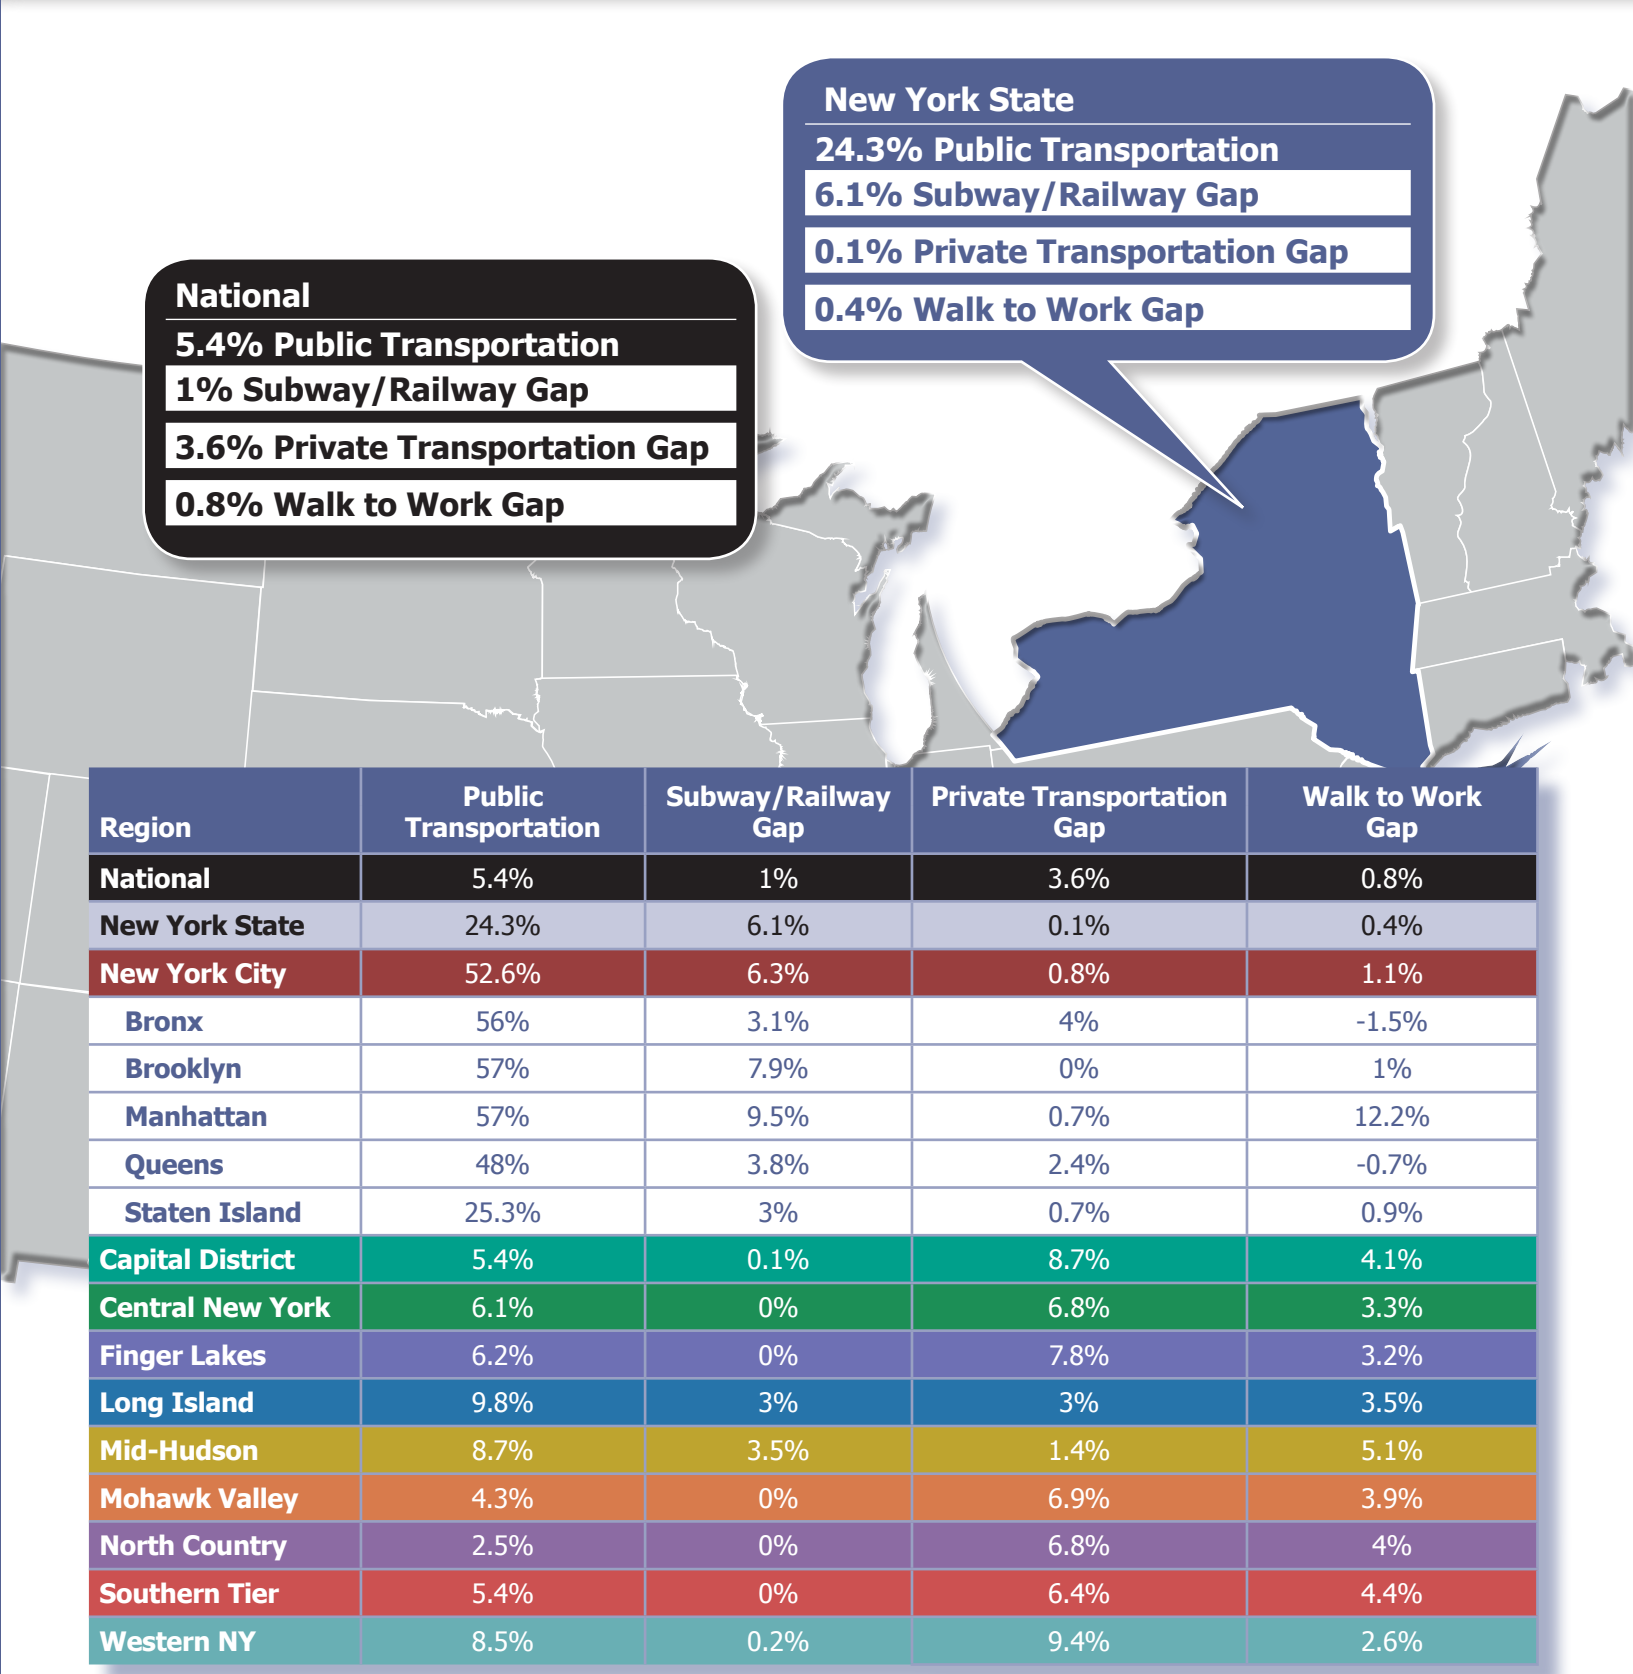 New York State
24.3% Public Transportation
6.1% Subway/Railway Gap
0.1% Private Transportation Gap
0.4% Walk to Work Gap
National
5.4% Public Transportation
1% Subway/Railway Gap
3.6% Private Transportation Gap
0.8% Walk to Work Gap
Region Public Transportation Subway/Railway Gap Private Transportation Gap Walk to Work Gap
National 5.4% 1% 3.6% 0.8%
New York State 24.3% 6.1% 0.1% 0.4%
New York City 52.6% 6.3% 0.8% 1.1%
Bronx 56% 3.1% 4% -1.5%
Brooklyn 57% 7.9% 0% 1%
Manhattan 57% 9.5% 0.7% 12.2%
Queens 48% 3.8% 2.4% -0.7%
Staten Island 25.3% 3% 0.7% 0.9%
Capital District 5.4% 0.1% 8.7% 4.1%
Central New York 6.1% 0% 6.8% 3.3%
Finger Lakes 6.2% 0% 7.8% 3.2%
Long Island 9.8% 3% 3% 3.5%
Mid-Hudson 8.7% 3.5% 1.4% 5.1%
Mohawk Valley 4.3% 0% 6.9% 3.9%
North Country 2.5% 0% 6.8% 4%
Southern Tier 5.4% 0% 6.4% 4.4%
Western NY 8.5% 0.2% 9.4% 2.6%